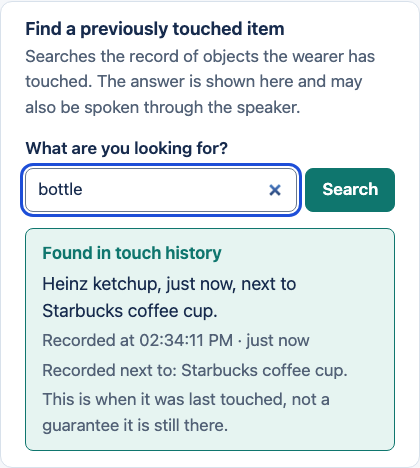 Find a previously touched item
Searches the record of objects the wearer has
touched. The answer is shown here and may
also be spoken through the speaker.
What are you looking for?
bottle
Search
Found in touch history
Heinz ketchup, just now, next to
Starbucks coffee cup.
Recorded at 02:34:11 PM · just now
Recorded next to: Starbucks coffee cup.
This is when it was last touched, not a
guarantee it is still there.